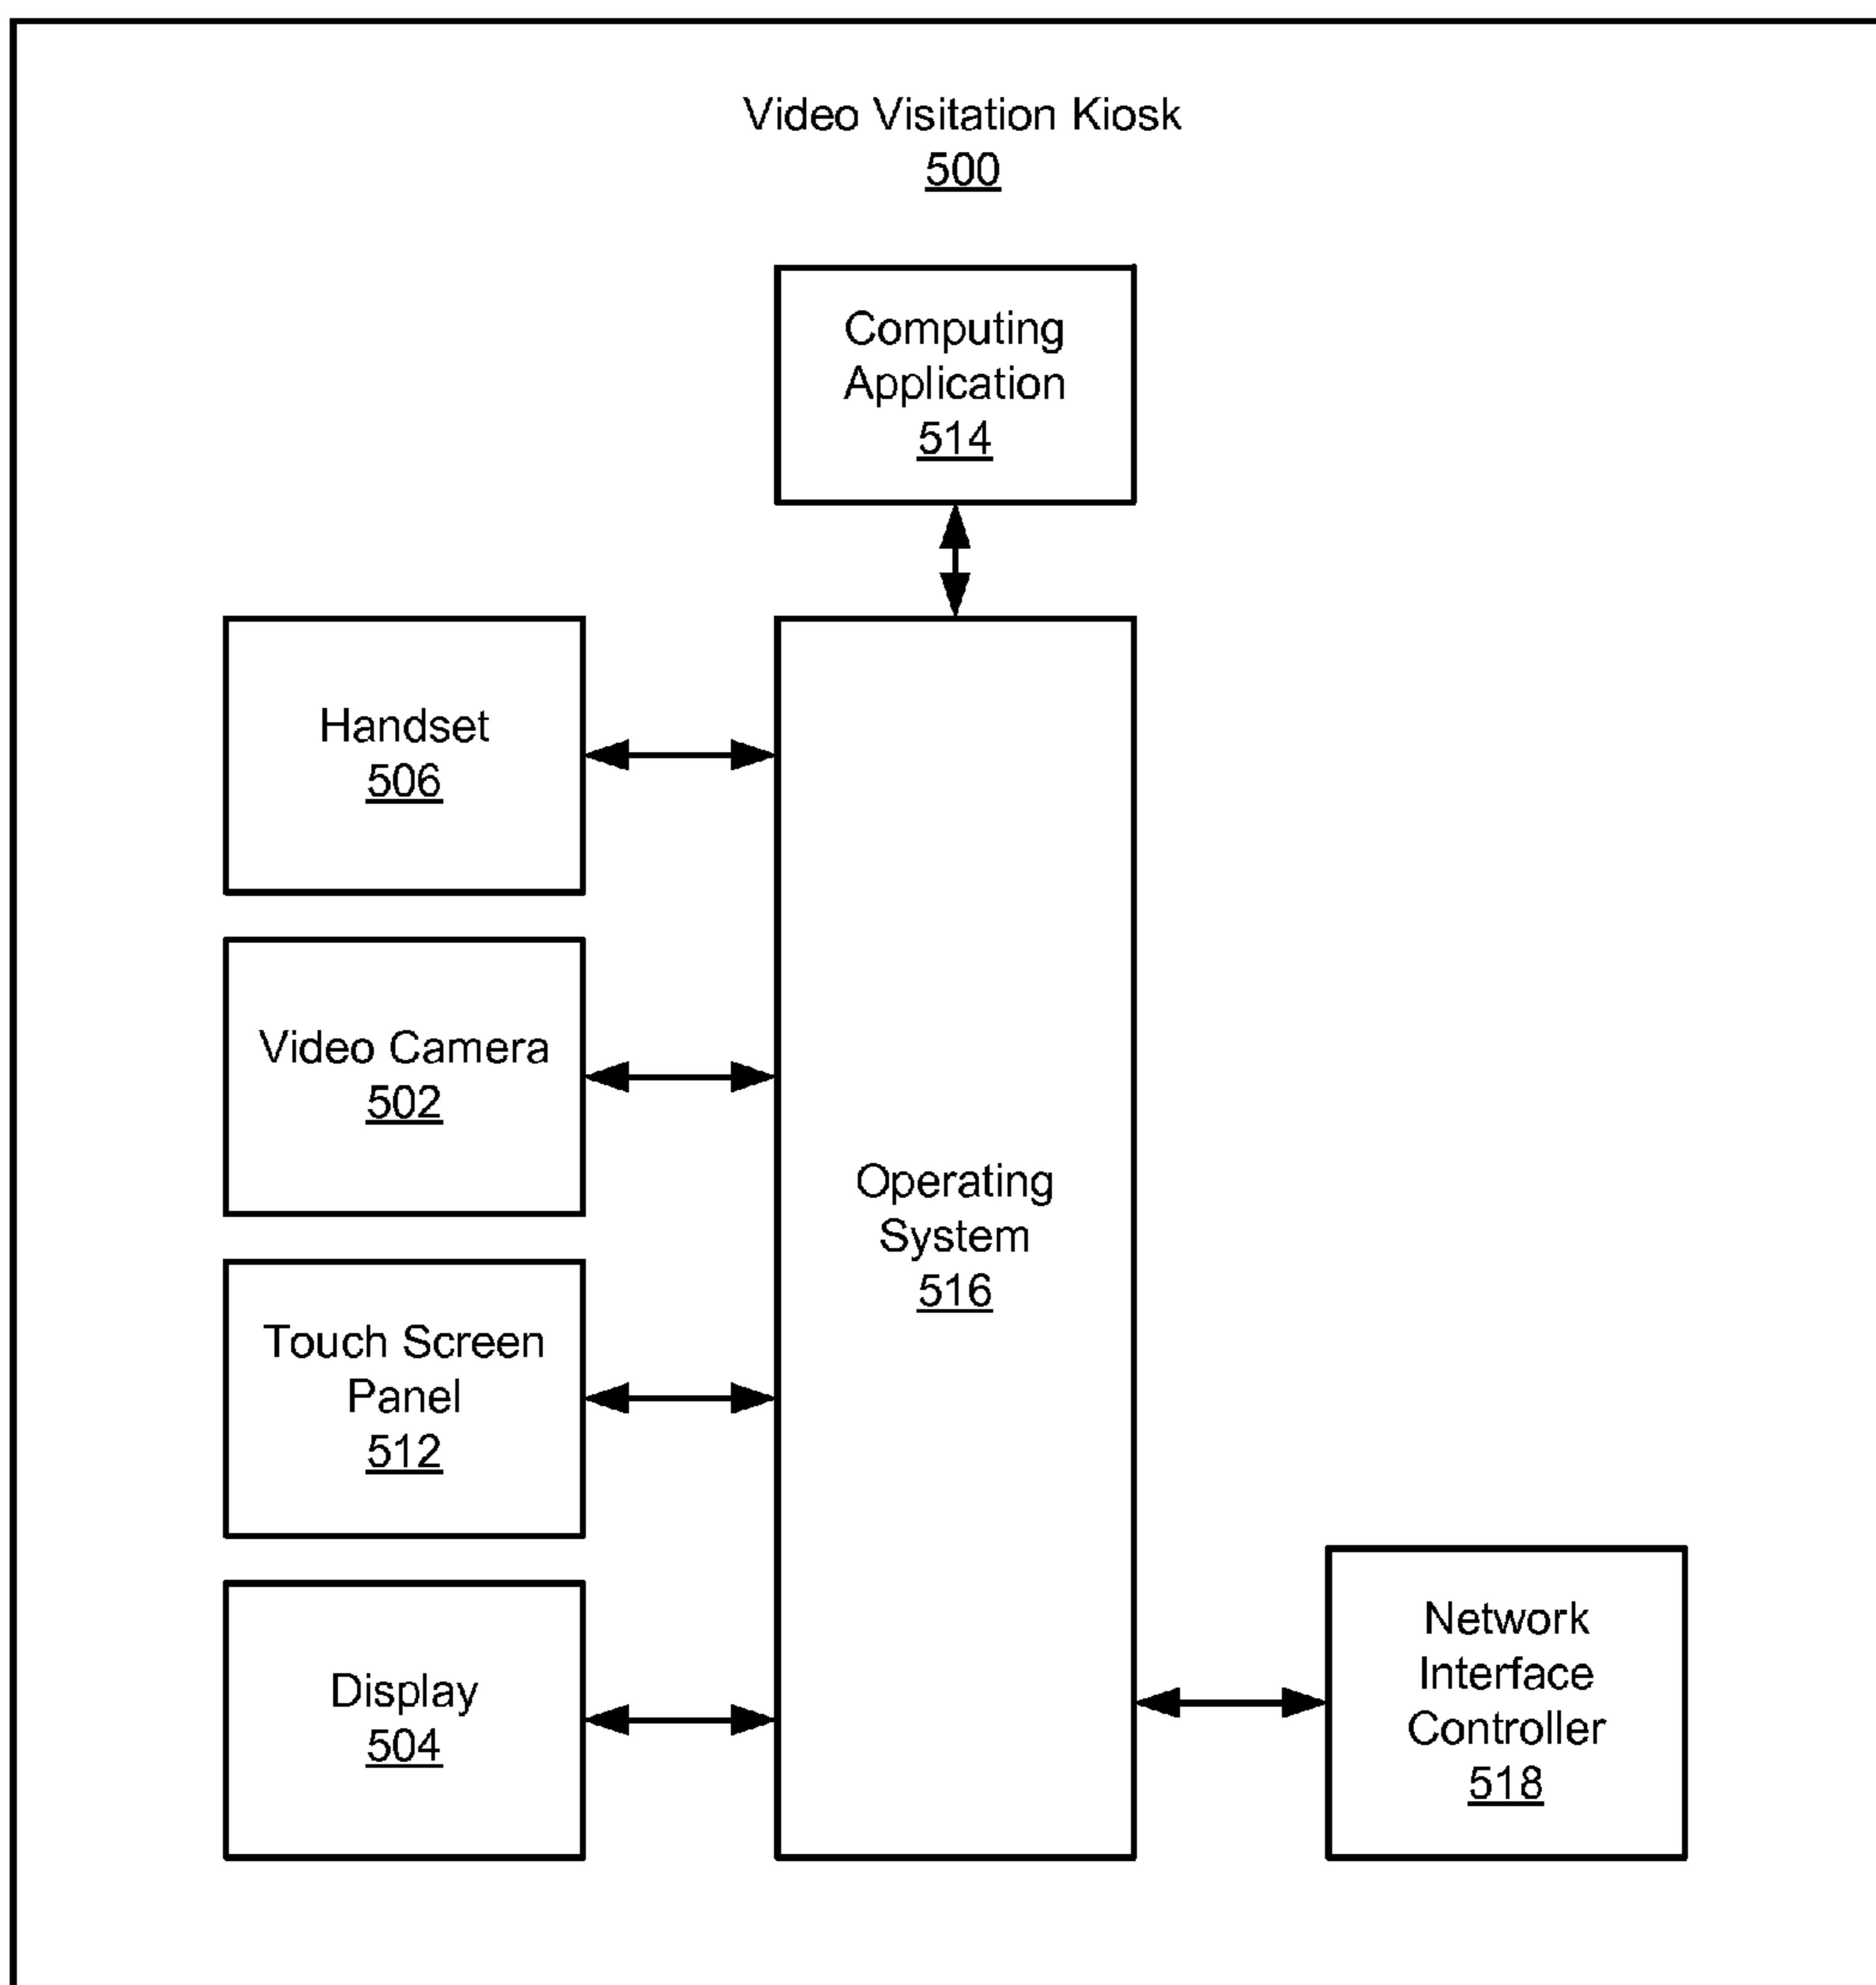 Video Visitation Kiosk
500
Computing
Application
514
Handset
506
Video Camera
502
Operating
System
516
Touch Screen
Panel
512
Display
504
Network
Interface
Controller
518